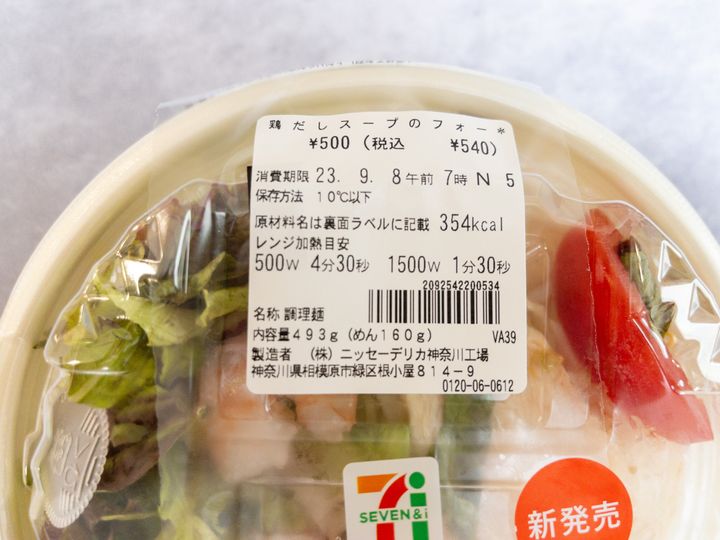 鶏だしスープのフォー*
¥500(税込 ¥540)
消費期限 23. 9. 8午前 7時 N 5
保存方法 10℃以下
原材料名は裏面ラベルに記載 354kcal
レンジ加熱目安
500W 4分30秒 1500W 1分30秒
2092542200534
名称 調理麺
内容量493g(めん160g) VA39
製造者 (株)ニッセーデリカ神奈川工場
神奈川県相模原市緑区根小屋814-9
0120-06-0612
7i
SEVEN&i
新発売